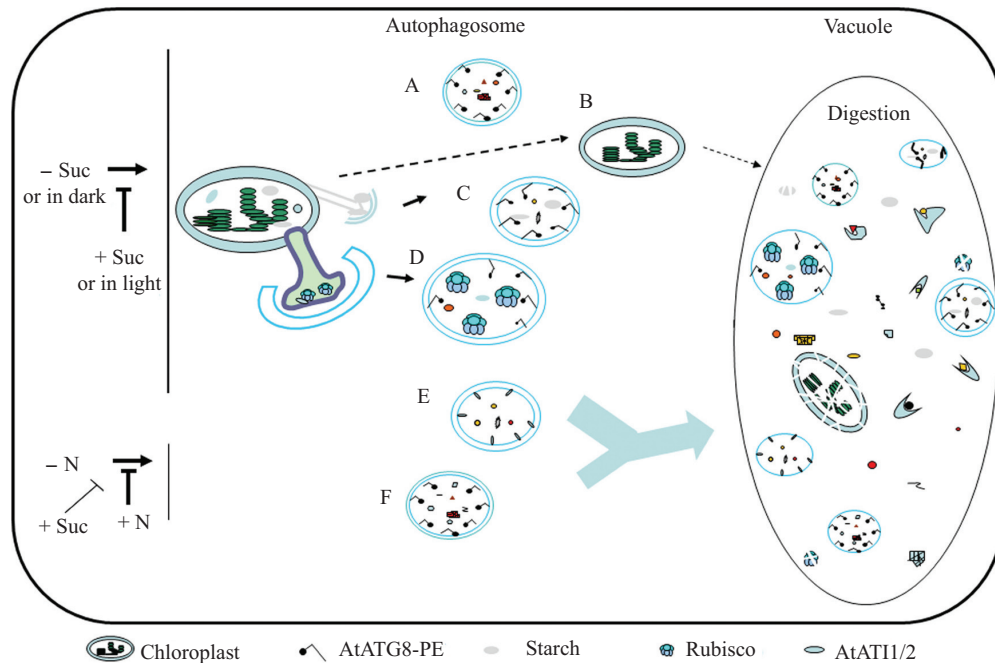 Autophagosome
Vacuole
A
B
Digestion
− Suc
or in dark
C
+ Suc
or in light
D
E
− N
F
+ Suc
+ N
Chloroplast
AtATG8-PE
Starch
Rubisco
AtATI1/2